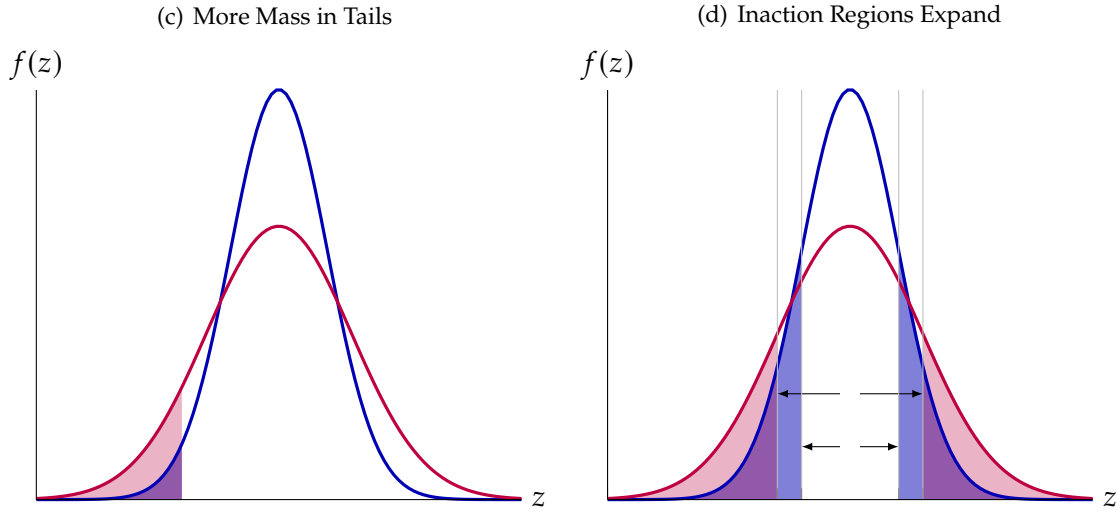 (c) More Mass in Tails
f(z)
z
(d) Inaction Regions Expand
f(z)
z